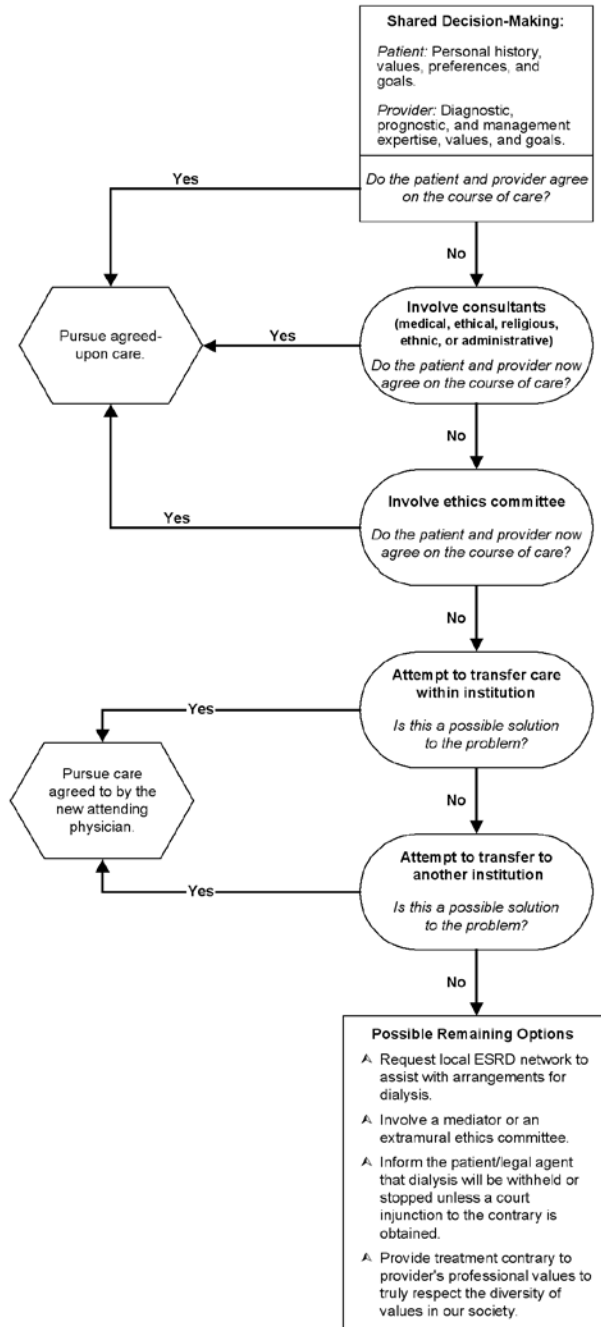 Shared Decision-Making:
Patient: Personal history,
values, preferences, and
goals.
Provider: Diagnostic,
prognostic, and management
expertise, values, and goals.
Yes
Do the patient and provider agree
on the course of care?
No
Involve consultants
(medical, ethical, religious,
ethnic, or administrative)
Do the patient and provider now
agree on the course of care?
Yes
Pursue agreed-
upon care.
No
Involve ethics committee
Do the patient and provider now
agree on the course of care?
Yes
No
Attempt to transfer care
within institution
Is this a possible solution
to the problem?
Yes
Pursue care
agreed to by the
new attending
physician.
No
Attempt to transfer to
another institution
Is this a possible solution
to the problem?
Yes
No
Possible Remaining Options
Request local ESRD network to
assist with arrangements for
dialysis.
Involve a mediator or an
extramural ethics committee.
Inform the patient/legal agent
that dialysis will be withheld or
stopped unless a court
injunction to the contrary is
obtained.
Provide treatment contrary to
provider's professional values to
truly respect the diversity of
values in our society.